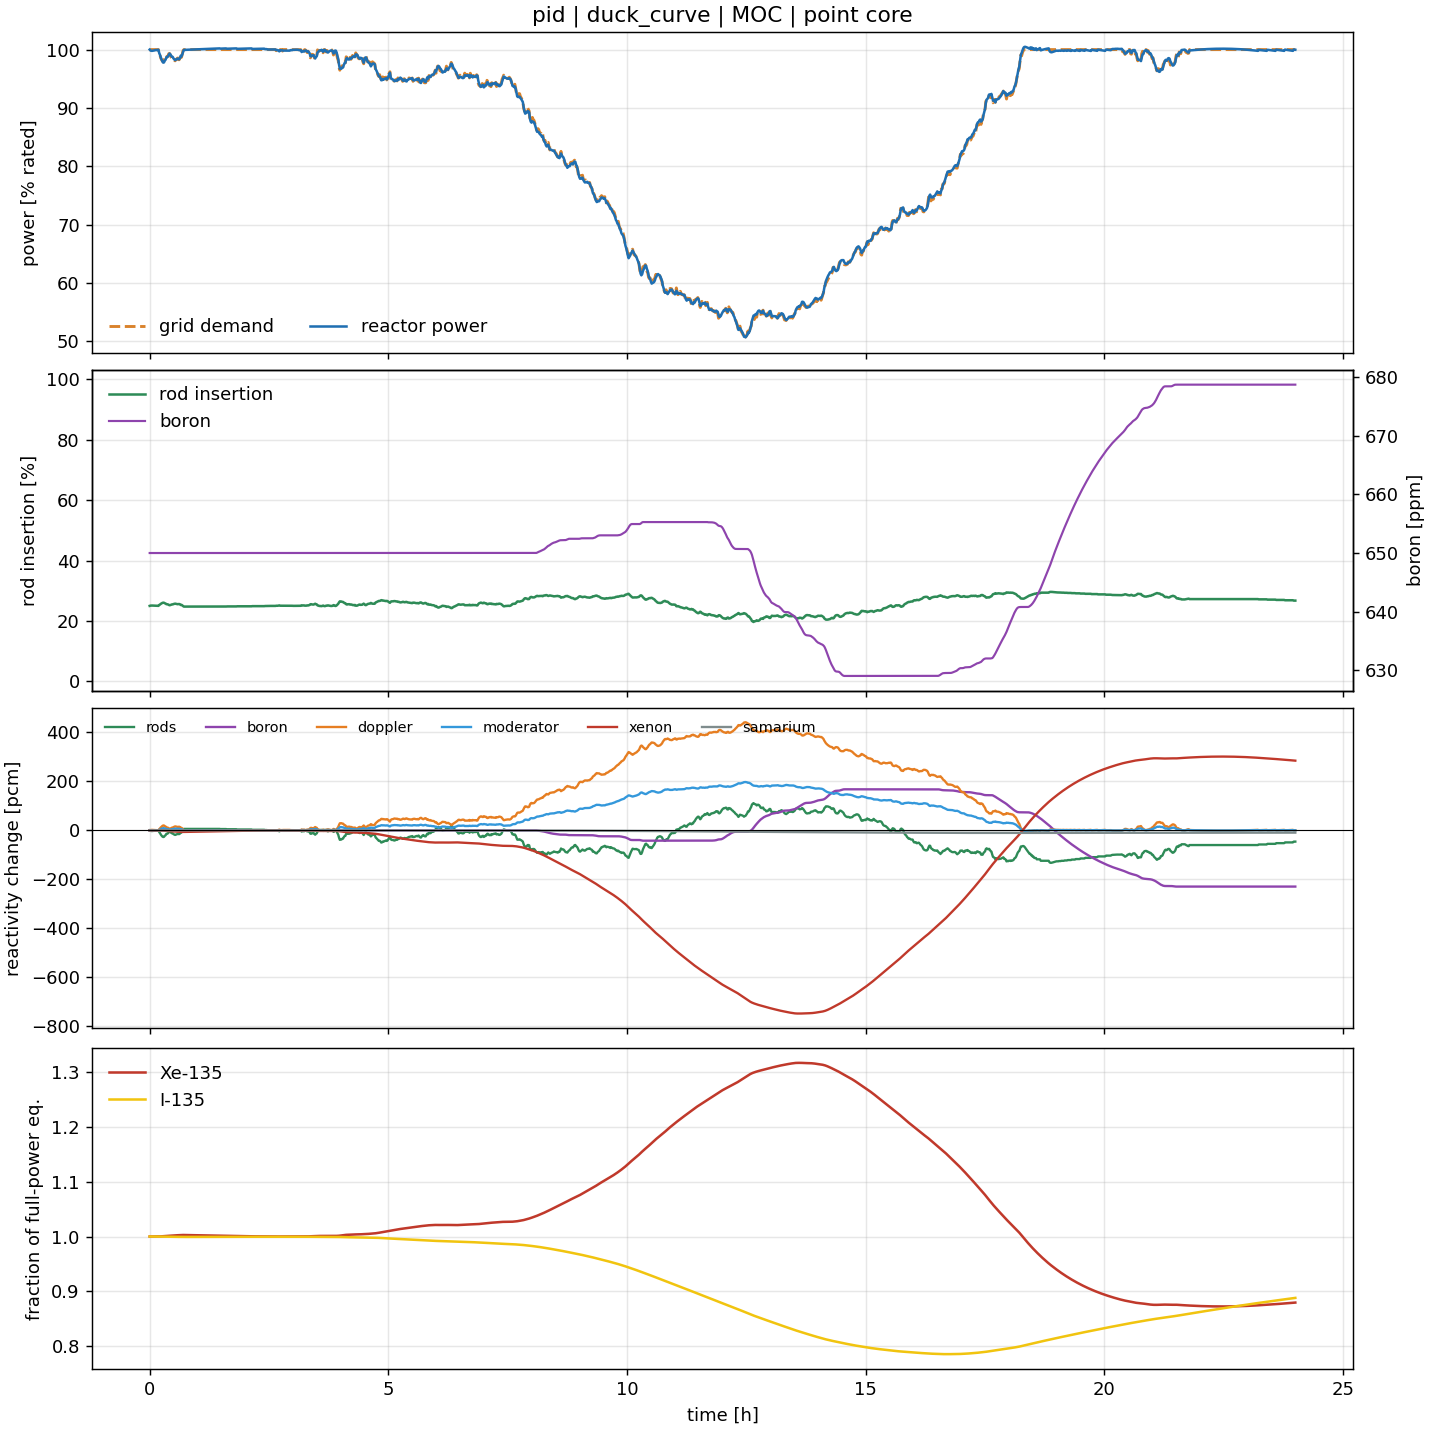 pid | duck_curve | MOC | point core
power [% rated]
100
90
80
70
60
50
grid demand reactor power
rod insertion [%]
100
80
60
40
20
0
rod insertion
boron
680
670
660
650
640
630
boron [ppm]
reactivity change [pcm]
400
200
0
−200
−400
−600
−800
rods boron doppler moderator xenon samarium
fraction of full-power eq.
1.3
1.2
1.1
1.0
0.9
0.8
Xe-135
I-135
0 5 10 15 20 25
time [h]